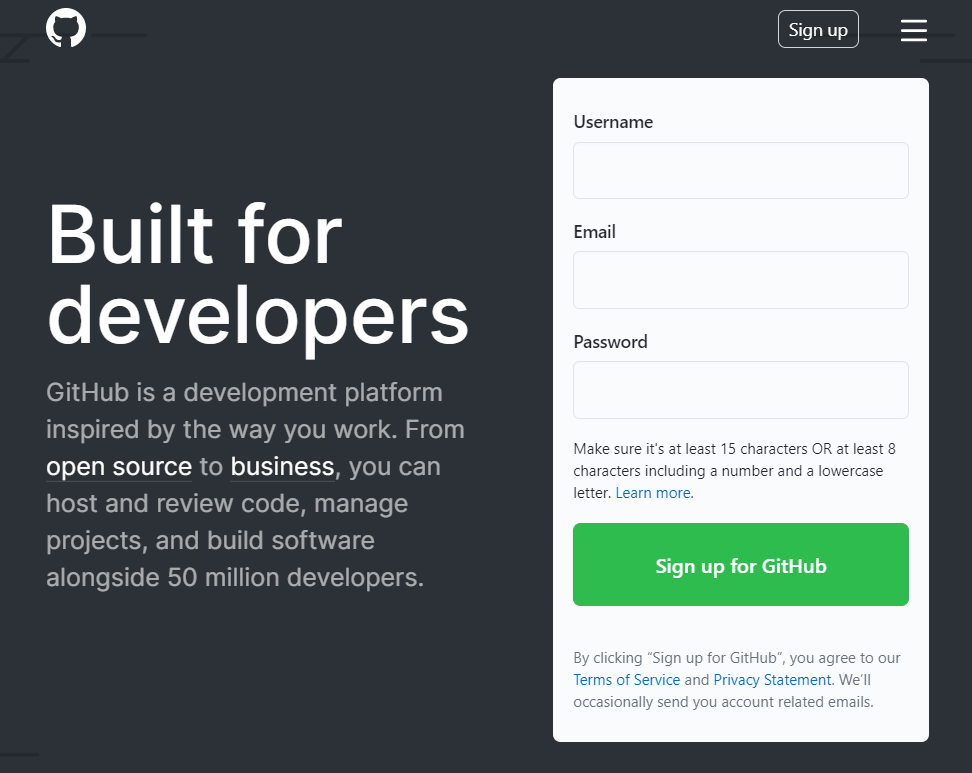 Sign up
Built for
developers
GitHub is a development platform
inspired by the way you work. From
open source to business, you can
host and review code, manage
projects, and build software
alongside 50 million developers.
Username
Email
Password
Make sure it's at least 15 characters OR at least 8
characters including a number and a lowercase
letter. Learn more.
Sign up for GitHub
By clicking “Sign up for GitHub”, you agree to our
Terms of Service and Privacy Statement. We’ll
occasionally send you account related emails.